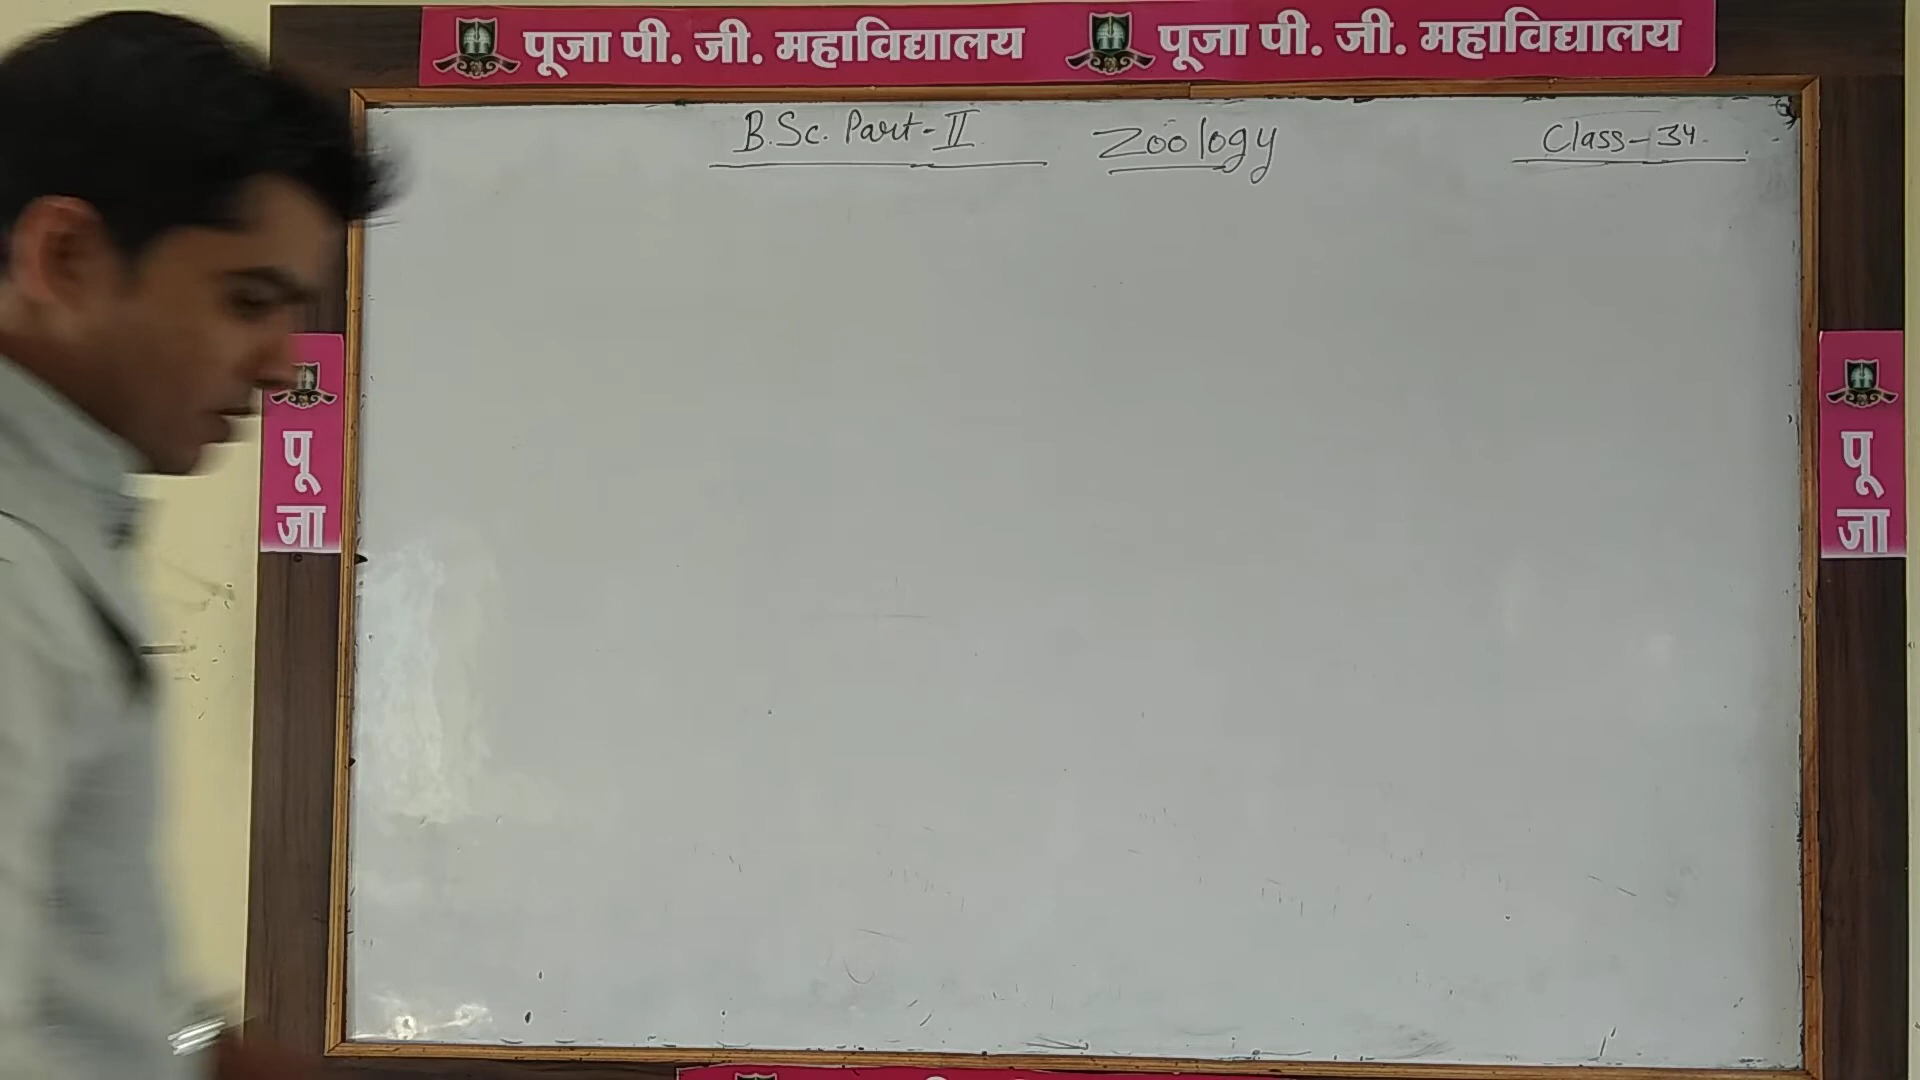 पूजा पी. जी. महाविद्यालय पूजा पी. जी. महाविद्यालय
B.Sc. Part-II Zoology Class-34.
पू
जा
पू
जा